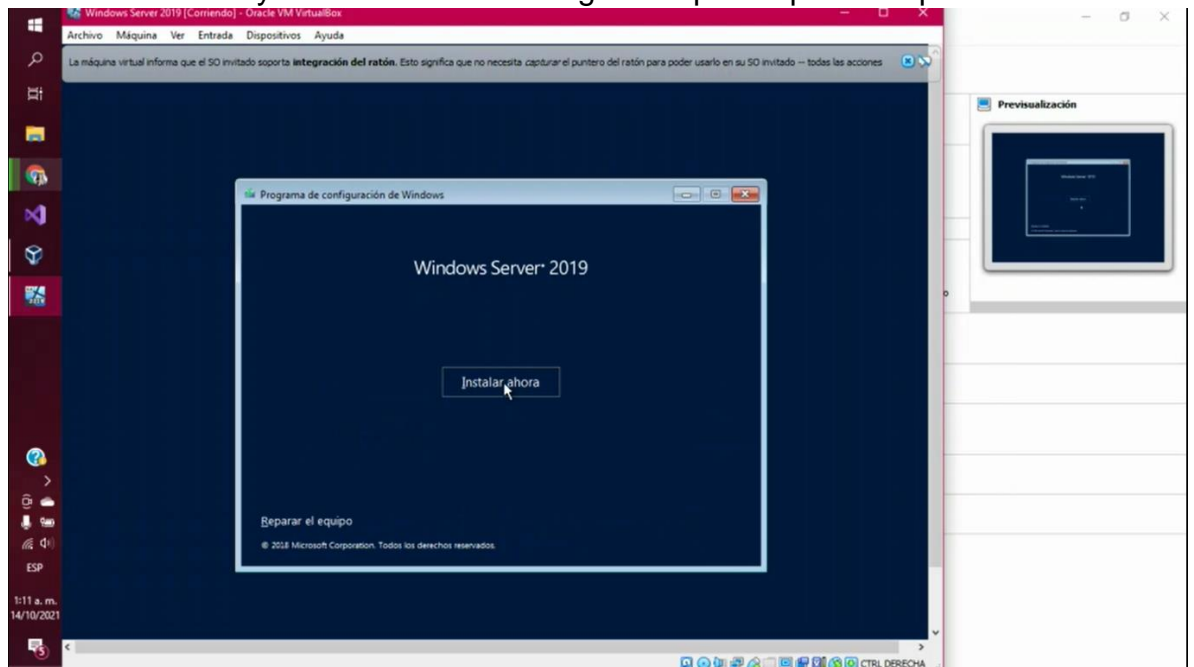 Windows Server 2019 [Corriendo] - Oracle VM VirtualBox
Archivo Máquina Ver Entrada Dispositivos Ayuda
La máquina virtual informa que el SO invitado soporta integración del ratón. Esto significa que no necesita capturar el puntero del ratón para poder usarlo en su SO invitado -- todas las acciones
Previsualización
Programa de configuración de Windows
Windows Server® 2019
Instalar ahora
Reparar el equipo
© 2018 Microsoft Corporation. Todos los derechos reservados.
ESP
1:11 a. m.
14/10/2021
5
CTRL DERECHA